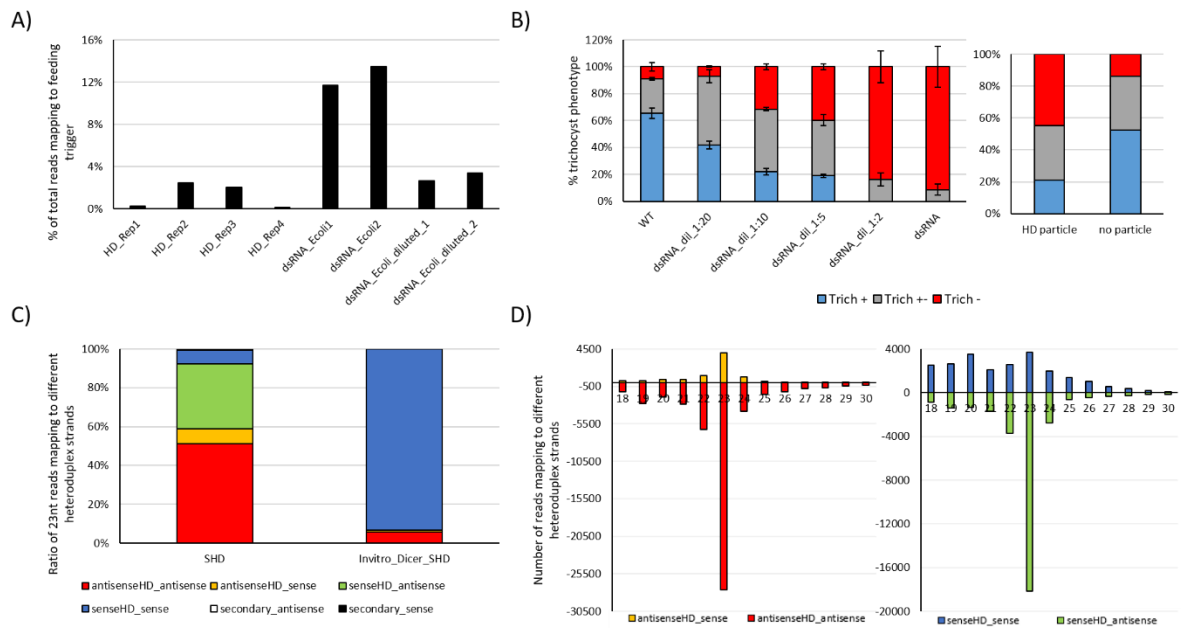 A)
% of total reads mapping to feeding
trigger
16%
12%
8%
4%
0%
HD_Rep1
HD_Rep2
HD_Rep3
HD_Rep4
dsRNA_Ecoli1
dsRNA_Ecoli2
dsRNA_Ecoli_diluted_1
dsRNA_Ecoli_diluted_2
B)
% trichocyst phenotype
120%
100%
80%
60%
40%
20%
0%
WT
dsRNA_dil_1:20
dsRNA_dil_1:10
dsRNA_dil_1:5
dsRNA_dil_1:2
dsRNA
100%
80%
60%
40%
20%
0%
HD particle
no particle
Trich + Trich +- Trich -
C)
Ratio of 23nt reads mapping to different
heteroduplex strands
100%
80%
60%
40%
20%
0%
SHD
Invitro_Dicer_SHD
antisenseHD_antisense antisenseHD_sense senseHD_antisense
senseHD_sense secondary_antisense secondary_sense
D)
Number of reads mapping to different
heteroduplex strands
4500
-500
-5500
-10500
-15500
-20500
-25500
-30500
18 19 20 21 22 23 24 25 26 27 28 29 30
antisenseHD_sense antisenseHD_antisense
4000
0
-4000
-8000
-12000
-16000
-20000
18 19 20 21 22 23 24 25 26 27 28 29 30
senseHD_sense senseHD_antisense